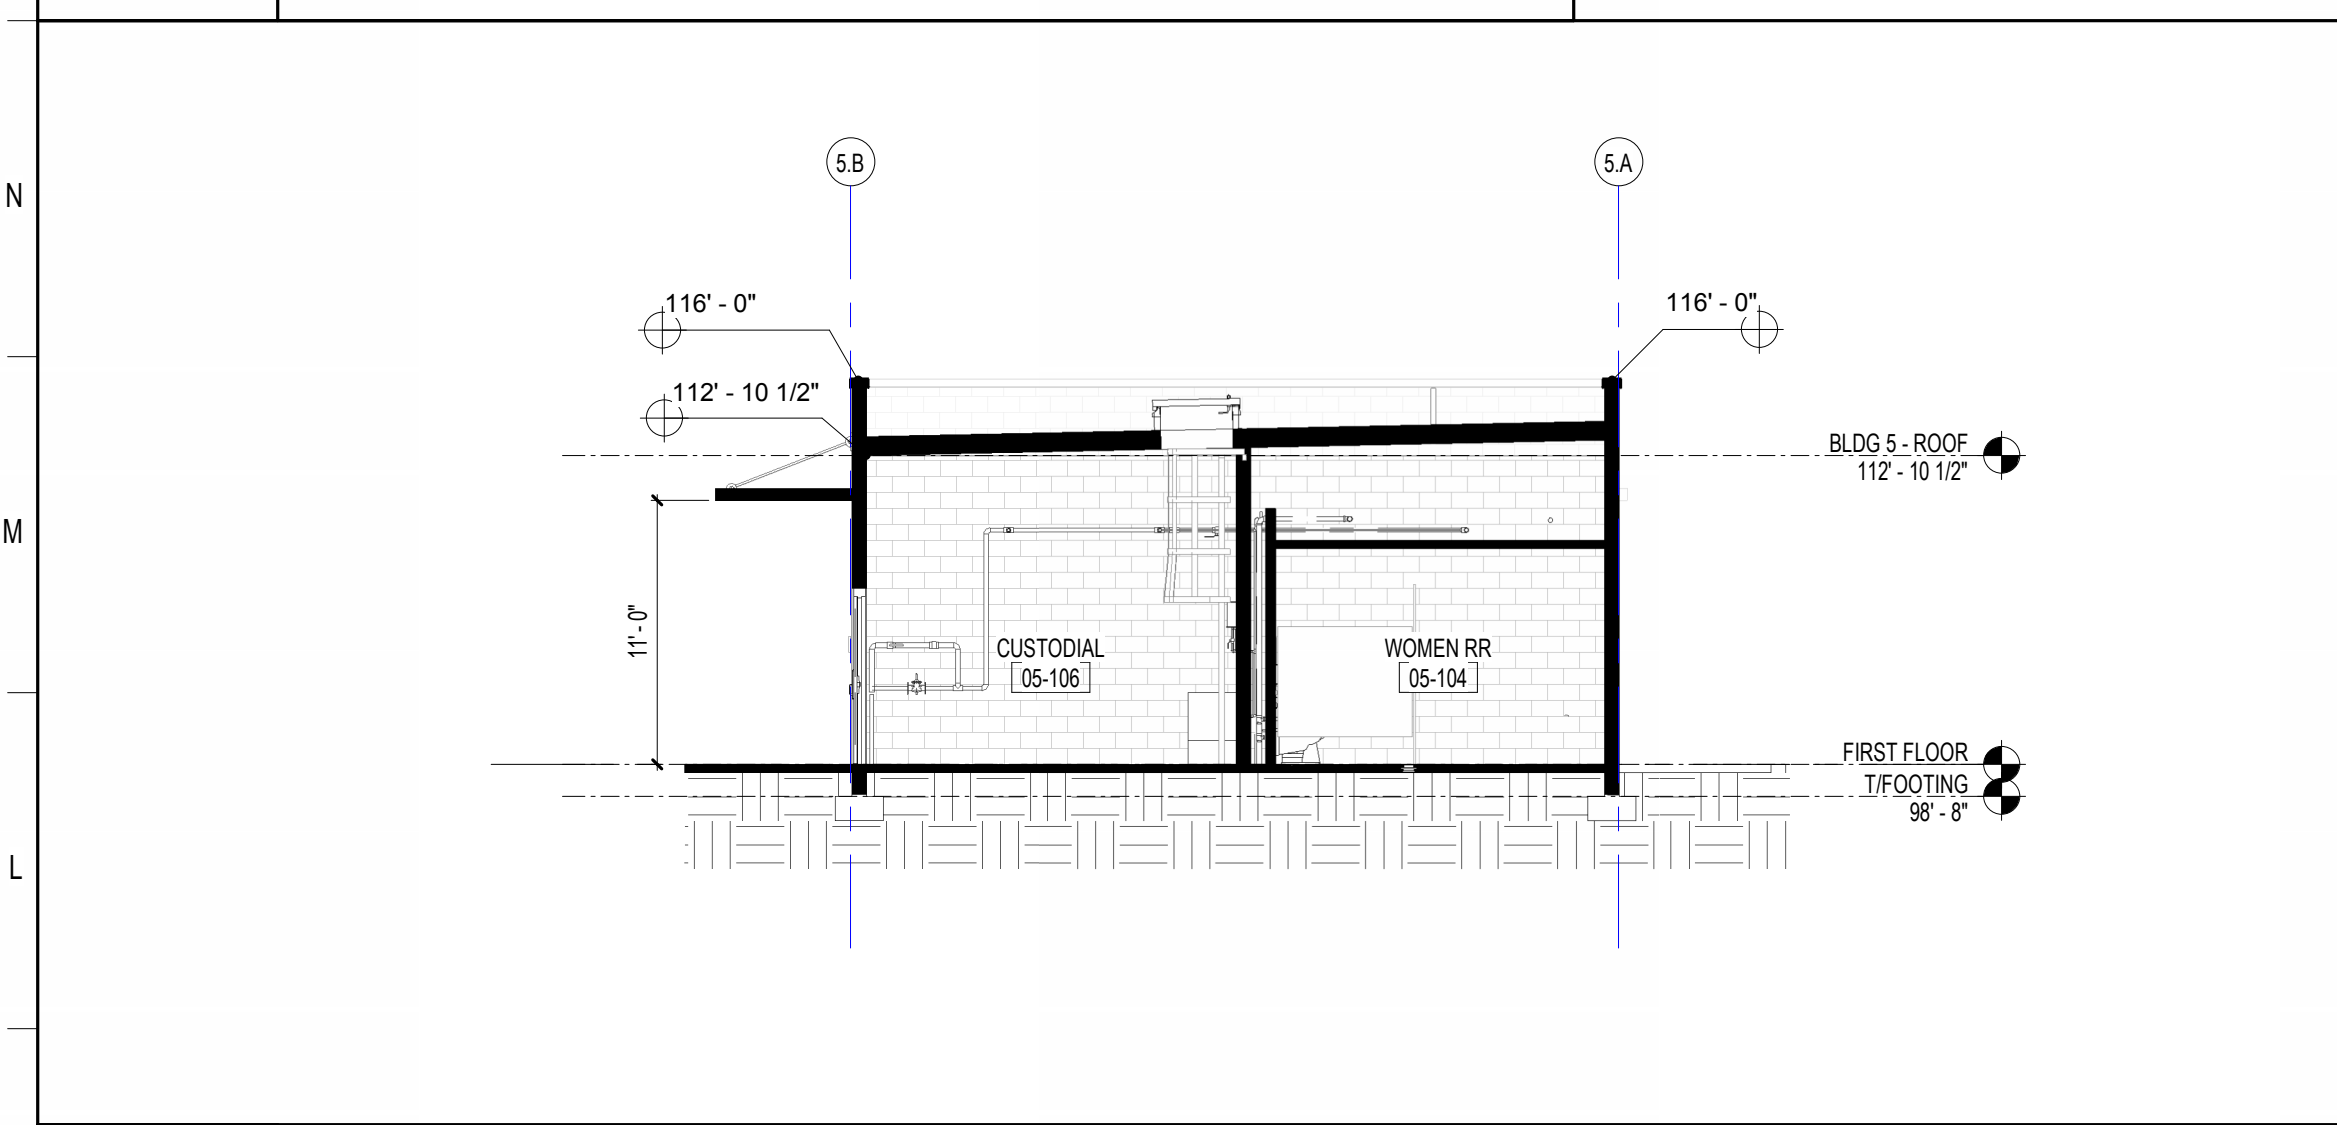 5.B
5.A
N
116' - 0"
116' - 0"
112' - 10 1/2"
BLDG 5 - ROOF
112' - 10 1/2"
M
11' - 0"
CUSTODIAL
05-106
WOMEN RR
05-104
FIRST FLOOR
T/FOOTING
98' - 8"
L